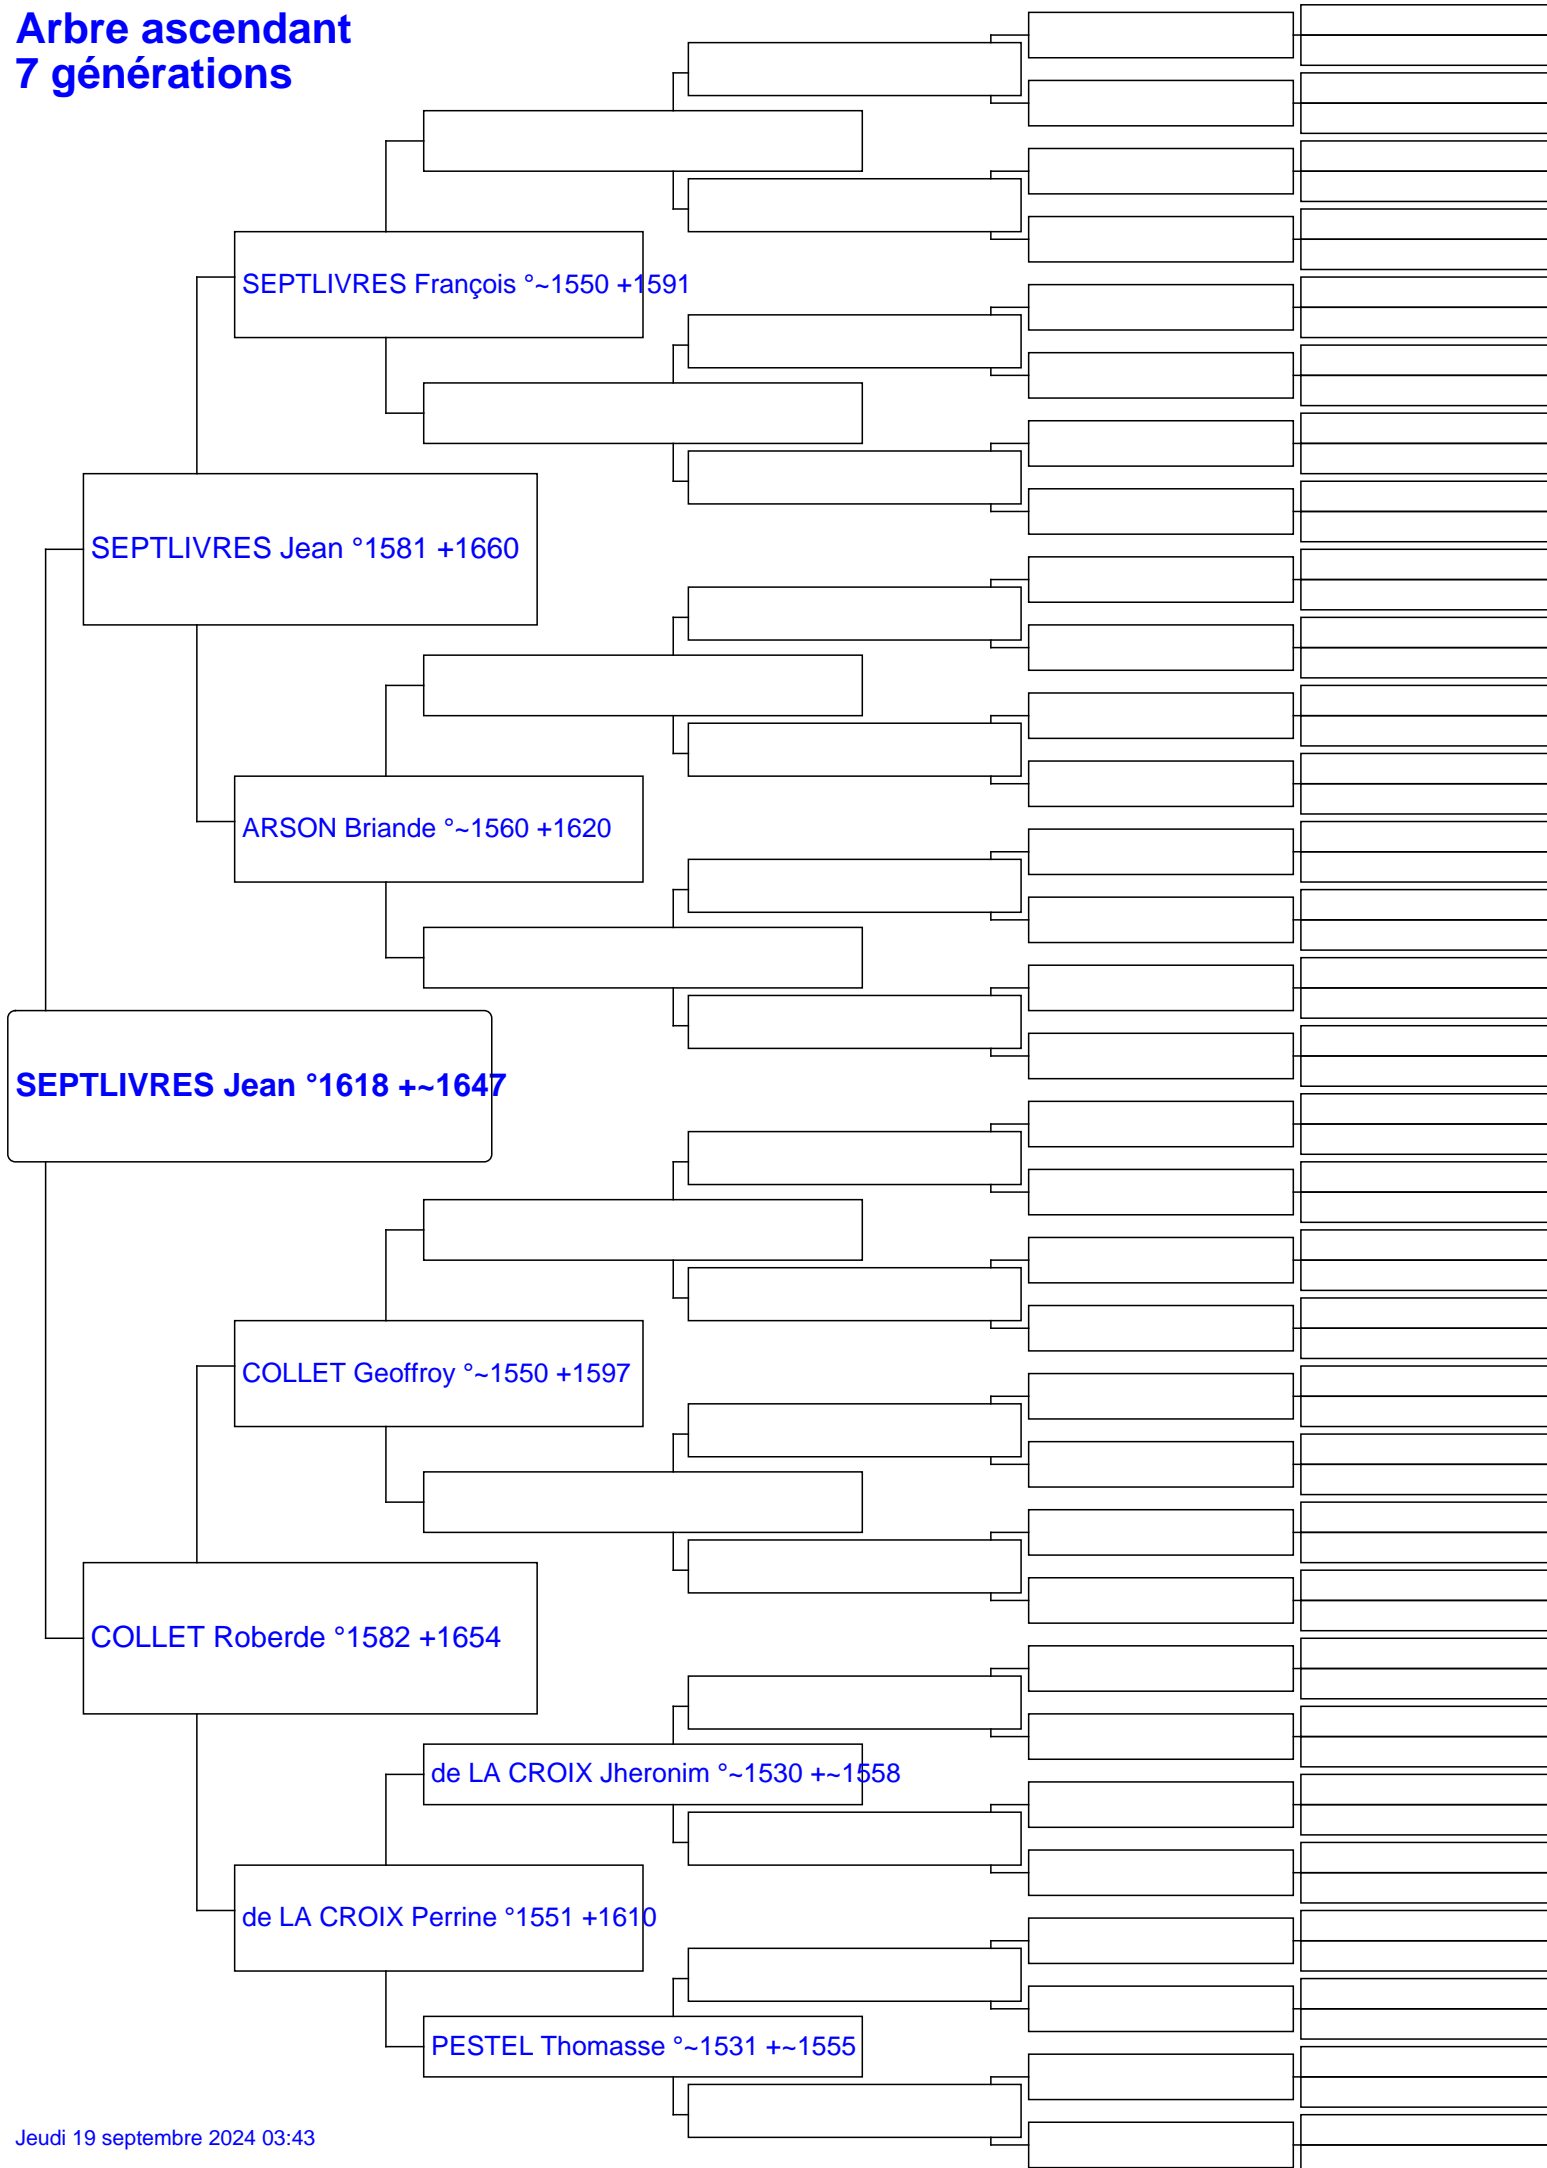 Arbre ascendant
7 générations
SEPTLIVRES François °~1550 +1591
SEPTLIVRES Jean °1581 +1660
ARSON Briande °~1560 +1620
SEPTLIVRES Jean °1618 +~1647
COLLET Geoffroy °~1550 +1597
COLLET Roberde °1582 +1654
de LA CROIX Jheronim °~1530 +~1558
de LA CROIX Perrine °1551 +1610
PESTEL Thomasse °~1531 +~1555
Jeudi 19 septembre 2024 03:43